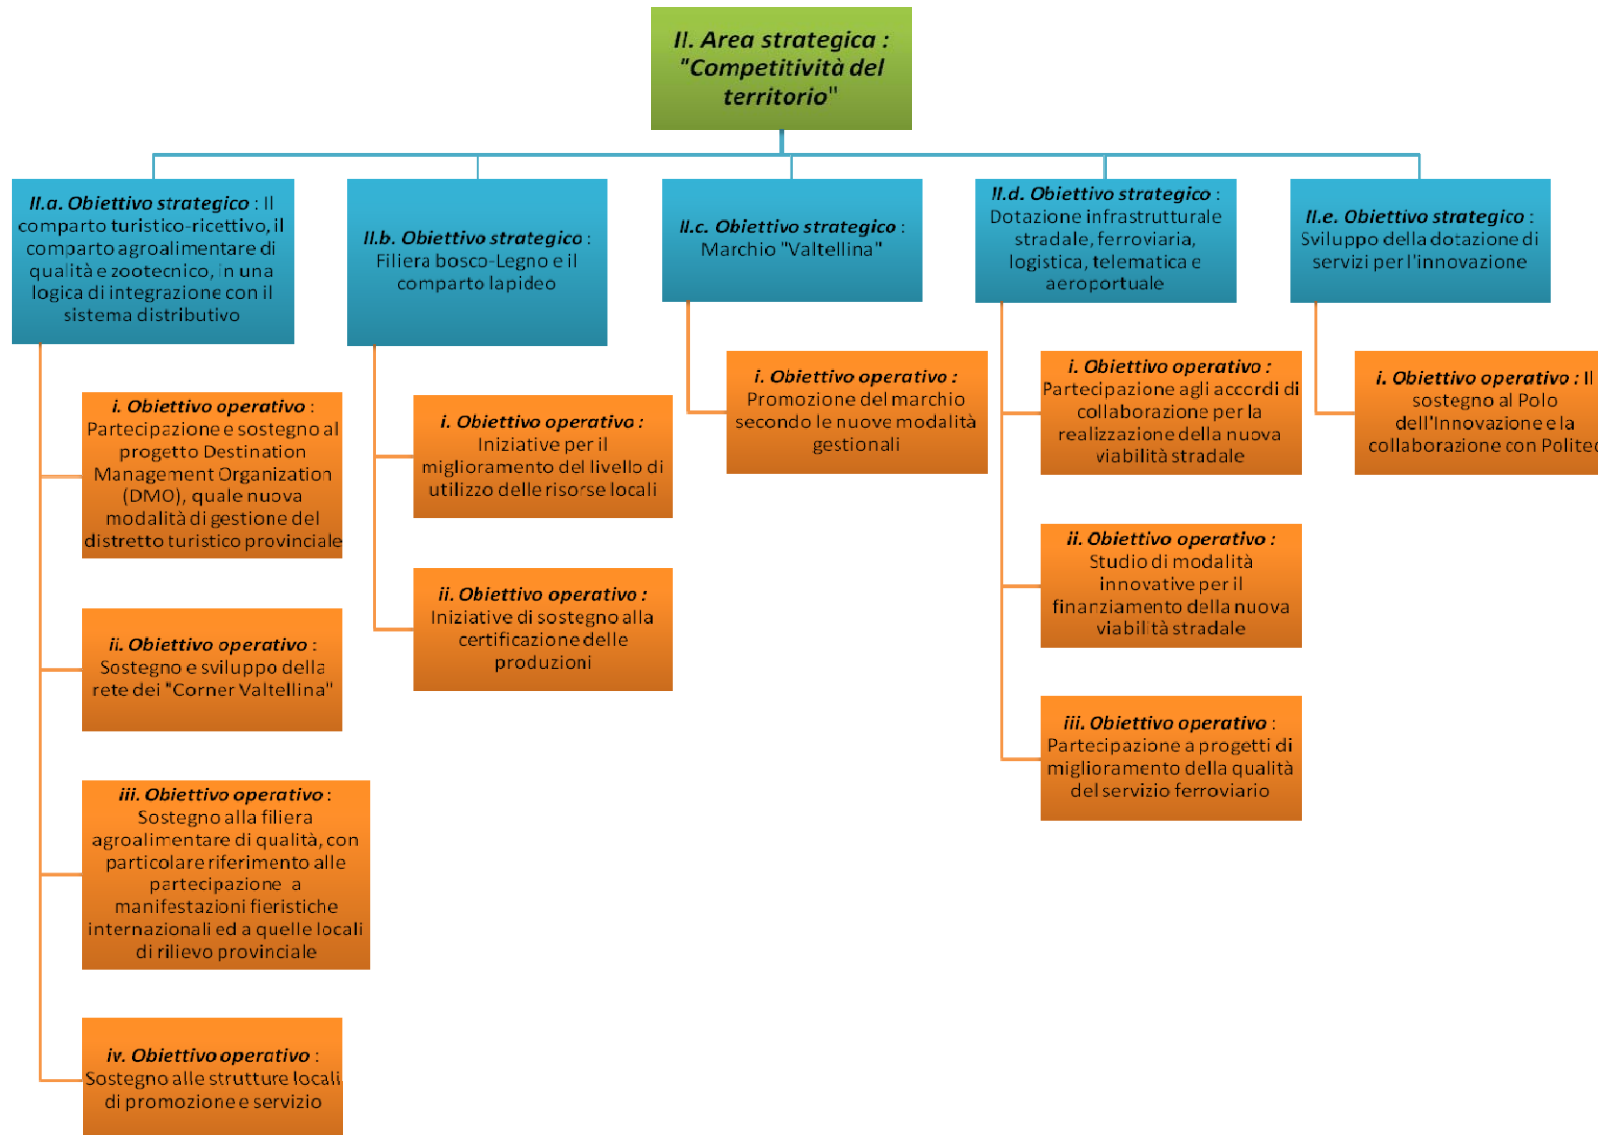 II. Area strategica :
"Competitività del
territorio"
II.a. Obiettivo strategico : Il
comparto turistico-ricettivo, il
comparto agroalimentare di
qualità e zootecnico, in una
logica di integrazione con il
sistema distributivo
i. Obiettivo operativo :
Partecipazione e sostegno al
progetto Destination
Management Organization
(DMO), quale nuova
modalità di gestione del
distretto turistico provinciale
ii. Obiettivo operativo :
Sostegno e sviluppo della
rete dei "Corner Valtellina"
iii. Obiettivo operativo :
Sostegno alla filiera
agroalimentare di qualità, con
particolare riferimento alle
partecipazione a
manifestazioni fieristiche
internazionali ed a quelle locali
di rilievo provinciale
iv. Obiettivo operativo :
Sostegno alle strutture locali
di promozione e servizio
II.b. Obiettivo strategico :
Filiera bosco-Legno e il
comparto lapideo
i. Obiettivo operativo :
Iniziative per il
miglioramento del livello di
utilizzo delle risorse locali
ii. Obiettivo operativo :
Iniziative di sostegno alla
certificazione delle
produzioni
II.c. Obiettivo strategico :
Marchio "Valtellina"
i. Obiettivo operativo :
Promozione del marchio
secondo le nuove modalità
gestionali
II.d. Obiettivo strategico :
Dotazione infrastrutturale
stradale, ferroviaria,
logistica, telematica e
aeroportuale
i. Obiettivo operativo :
Partecipazione agli accordi di
collaborazione per la
realizzazione della nuova
viabilità stradale
ii. Obiettivo operativo :
Studio di modalità
innovative per il
finanziamento della nuova
viabilità stradale
iii. Obiettivo operativo :
Partecipazione a progetti di
miglioramento della qualità
del servizio ferroviario
II.e. Obiettivo strategico :
Sviluppo della dotazione di
servizi per l'innovazione
i. Obiettivo operativo : Il
sostegno al Polo
dell'Innovazione e la
collaborazione con Politec